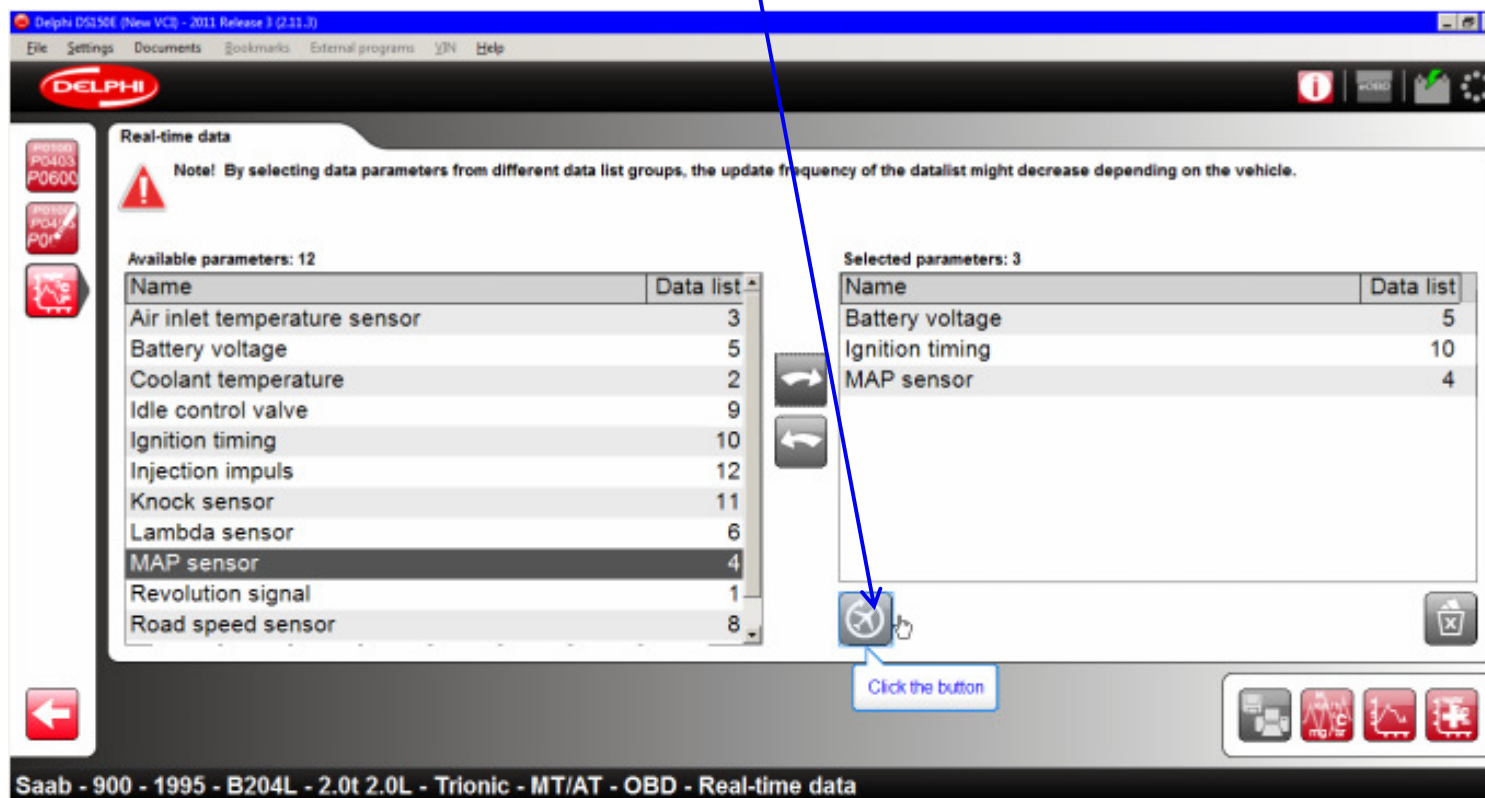 Delphi DS150E (New VCI) - 2011 Release 3 (2.11.3)
File Settings Documents Bookmarks External programs VIN Help
DELPHI
i eOBD
Real-time data
P0100
P0403
P0600
Note! By selecting data parameters from different data list groups, the update frequency of the datalist might decrease depending on the vehicle.
P0100
Available parameters: 12
Name Data list
Air inlet temperature sensor 3
Battery voltage 5
Coolant temperature 2
Idle control valve 9
Ignition timing 10
Injection impuls 12
Knock sensor 11
Lambda sensor 6
MAP sensor 4
Revolution signal 1
Road speed sensor 8
Selected parameters: 3
Name Data list
Battery voltage 5
Ignition timing 10
MAP sensor 4
Click the button
Saab - 900 - 1995 - B204L - 2.0t 2.0L - Trionic - MT/AT - OBD - Real-time data